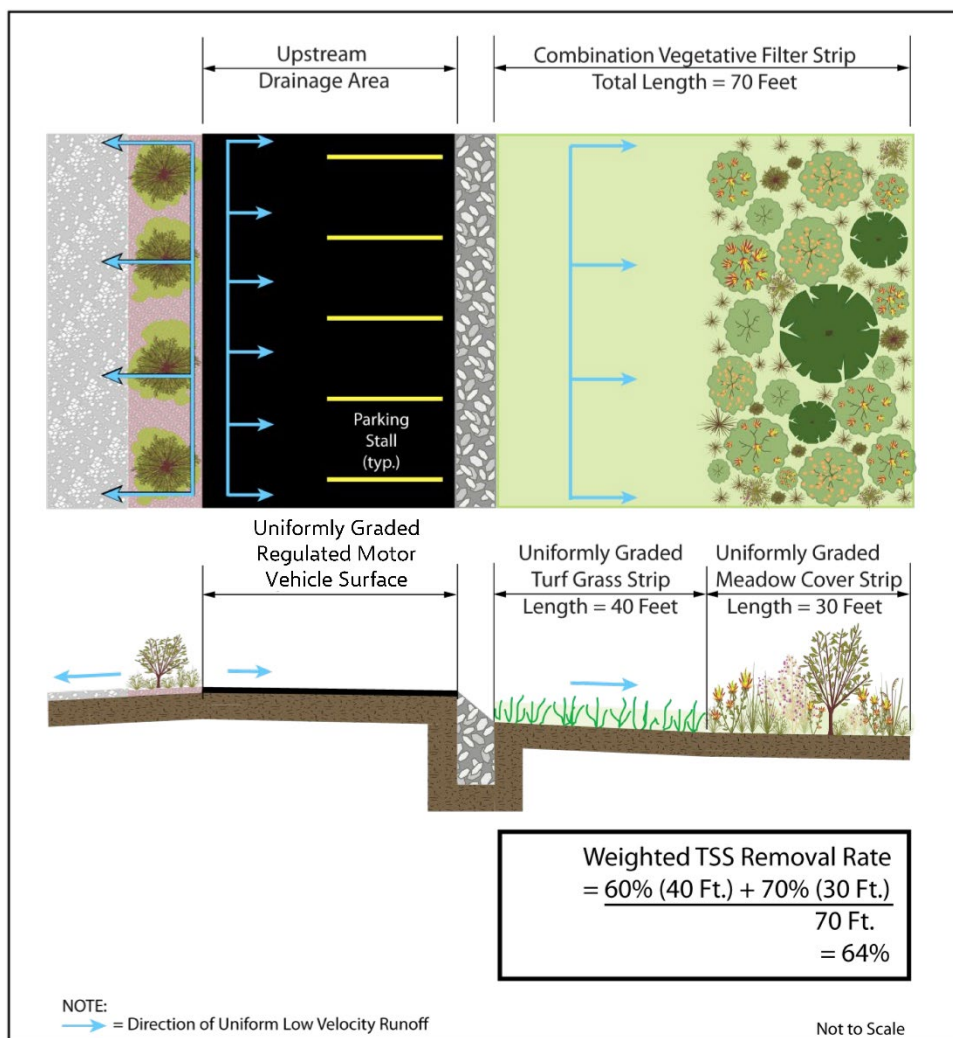 Upstream
Drainage Area
Combination Vegetative Filter Strip
Total Length = 70 Feet
Parking
Stall
(typ.)
Uniformly Graded
Regulated Motor
Vehicle Surface
Uniformly Graded
Turf Grass Strip
Length = 40 Feet
Uniformly Graded
Meadow Cover Strip
Length = 30 Feet
Weighted TSS Removal Rate
= 60% (40 Ft.) + 70% (30 Ft.)
70 Ft.
= 64%
NOTE:
= Direction of Uniform Low Velocity Runoff
Not to Scale